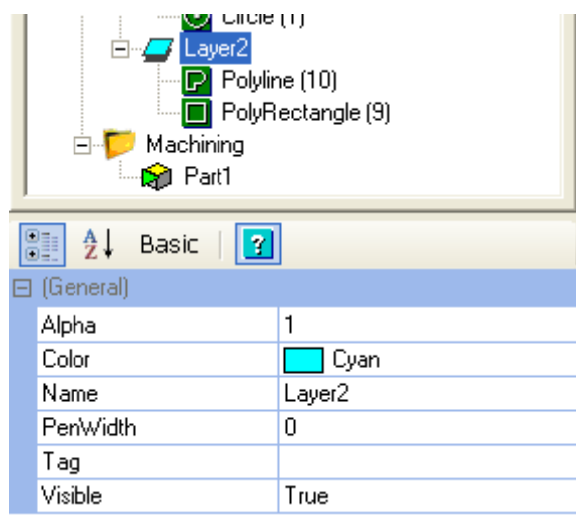 Circle (1)
Layer2
Polyline (10)
PolyRectangle (9)
Machining
Part1
Basic
(General)
Alpha 1
Color Cyan
Name Layer2
PenWidth 0
Tag
Visible True